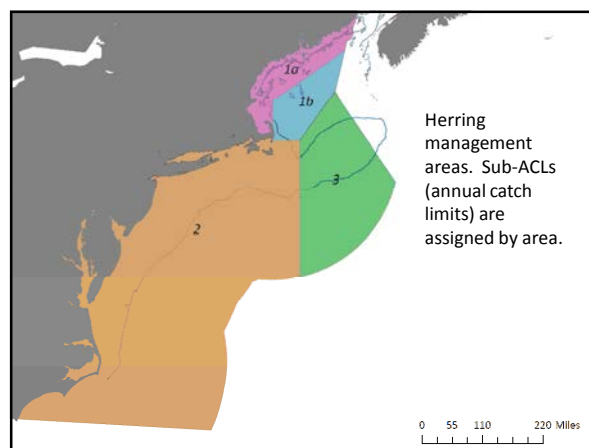 1a
1b
3
2
Herring
management
areas.  Sub-ACLs
(annual catch
limits) are
assigned by area.
0 55 110 220 Miles